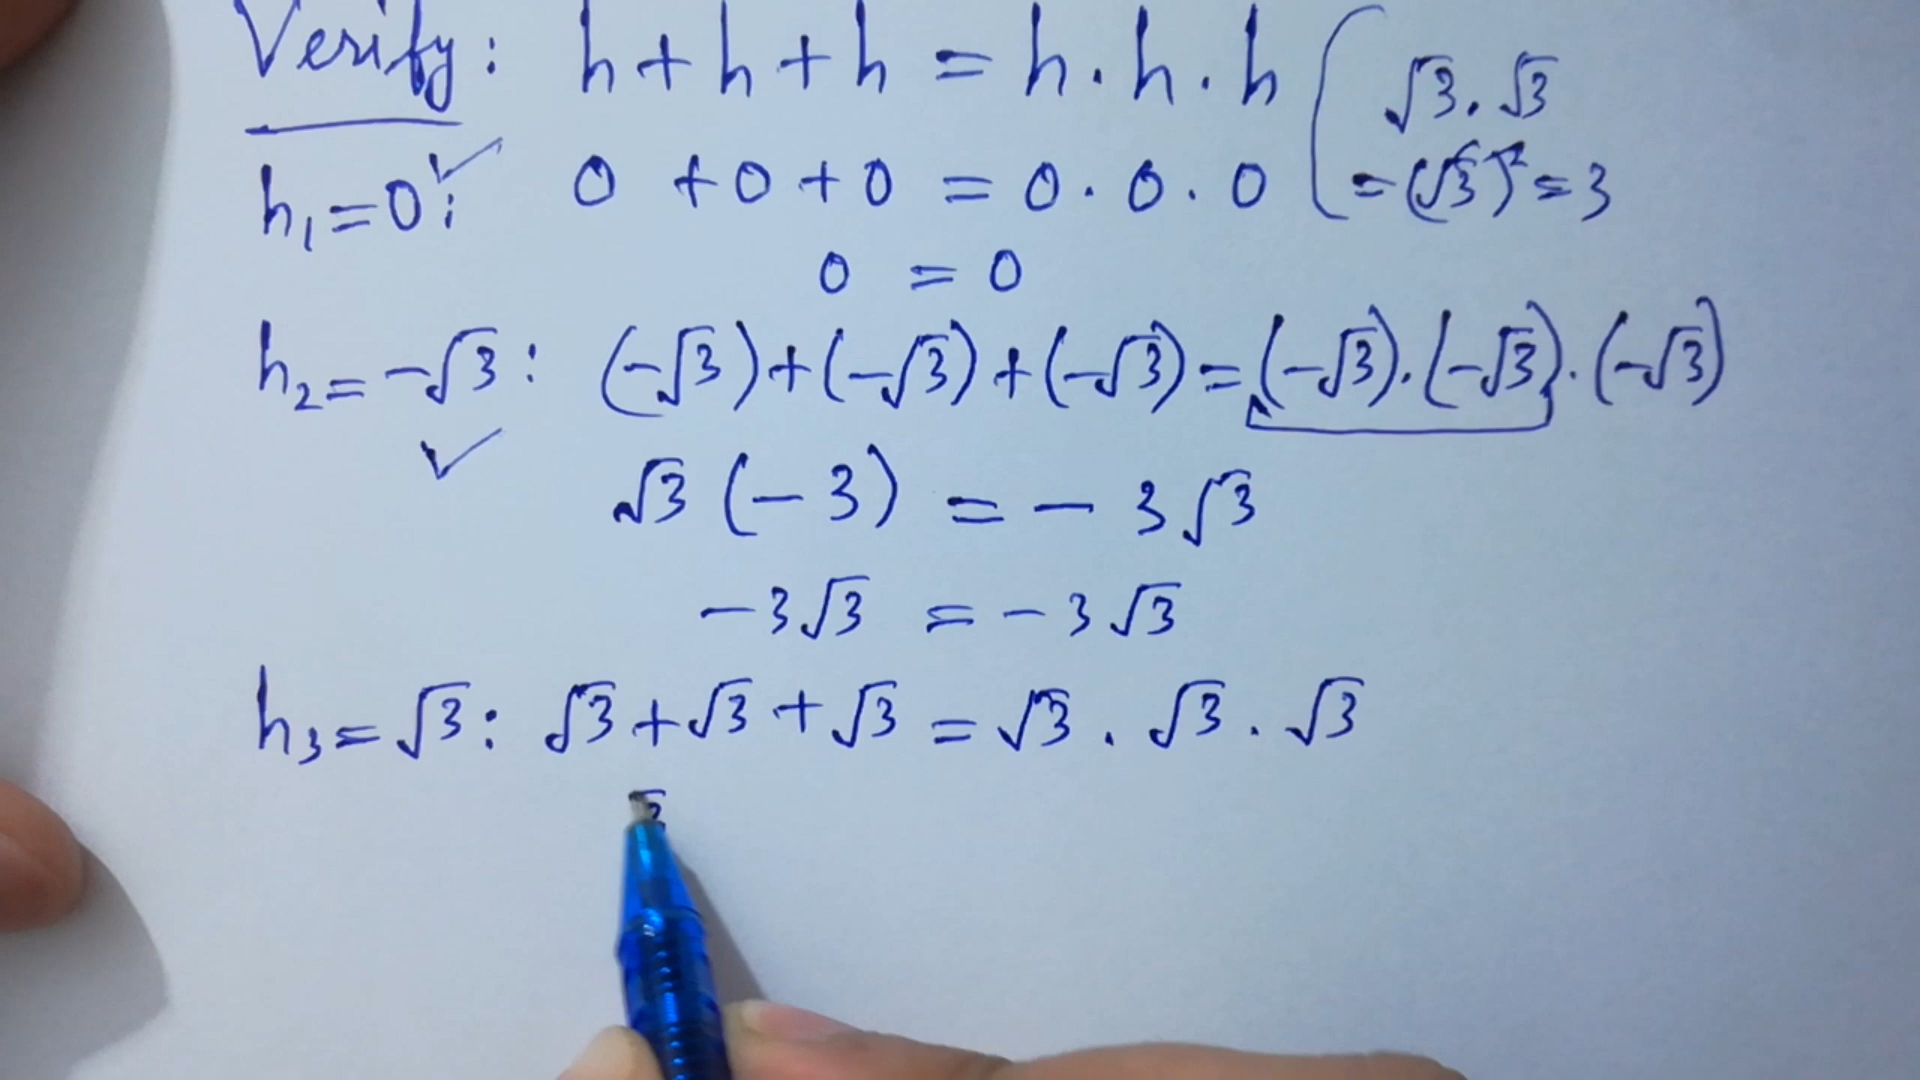 Verify: h + h + h = h . h . h ( √3 . √3
h₁ = 0 : ✓ 0 + 0 + 0 = 0 . 0 . 0 = (√3)² = 3
0 = 0
h₂ = -√3 : (-√3) + (-√3) + (-√3) = (-√3) . (-√3) . (-√3)
✓ √3 (-3) = - 3√3
-3√3 = -3√3
h₃ = √3 : √3 + √3 + √3 = √3 . √3 . √3